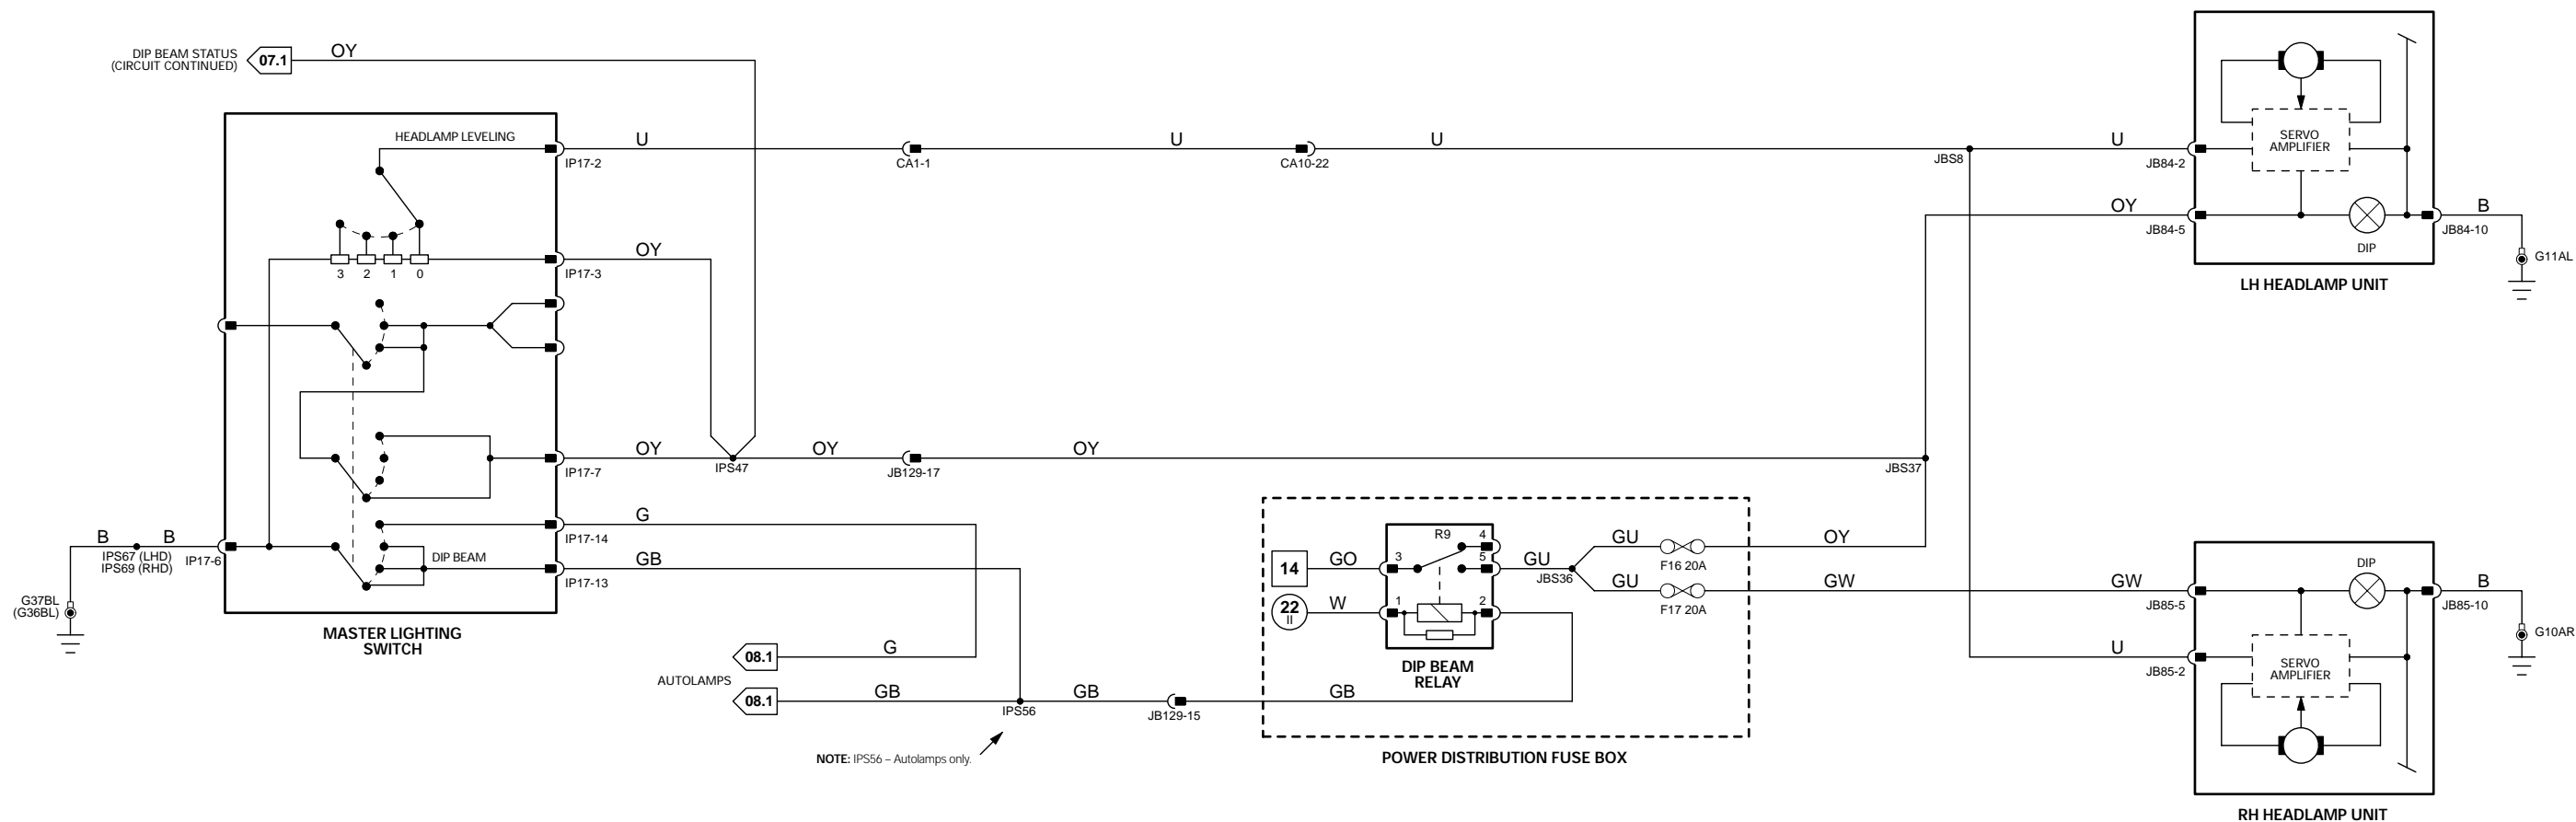 DIP BEAM STATUS
(CIRCUIT CONTINUED)
07.1
OY
HEADLAMP LEVELING
IP17-2
U
CA1-1
U
CA10-22
U
JBS8
U
JB84-2
SERVO
AMPLIFIER
OY
JB84-5
DIP
JB84-10
B
G11AL
LH HEADLAMP UNIT
3 2 1 0
IP17-3
OY
IP17-7
OY
IPS47
OY
JB129-17
OY
JBS37
B
B
IPS67 (LHD)
IPS69 (RHD)
IP17-6
G37BL
(G36BL)
DIP BEAM
IP17-14
G
IP17-13
GB
MASTER LIGHTING
SWITCH
08.1
G
AUTOLAMPS
08.1
GB
IPS56
GB
JB129-15
GB
NOTE: IPS56 – Autolamps only.
14
GO
22
II
W
R9
3
4
5
1
2
DIP BEAM
RELAY
GU
JBS36
GU
F16 20A
OY
GU
F17 20A
GW
POWER DISTRIBUTION FUSE BOX
GW
JB85-5
DIP
JB85-10
B
G10AR
U
JB85-2
SERVO
AMPLIFIER
RH HEADLAMP UNIT